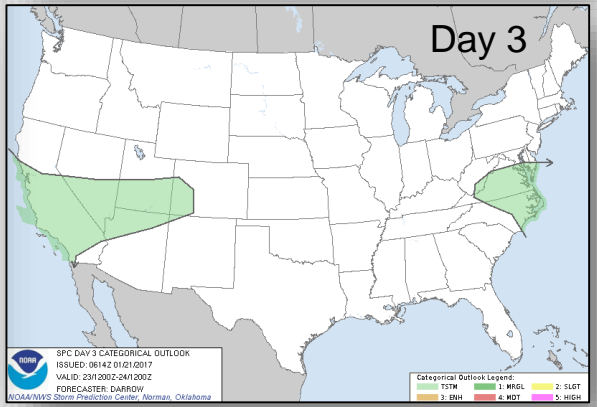 Day 3
NOAA
SPC DAY 3 CATEGORICAL OUTLOOK
ISSUED: 0614Z 01/21/2017
VALID: 23/1200Z-24/1200Z
FORECASTER: DARROW
NOAA/NWS Storm Prediction Center, Norman, Oklahoma
Categorical Outlook Legend:
TSTM 1: MRGL 2: SLGT
3: ENH 4: MDT 5: HIGH